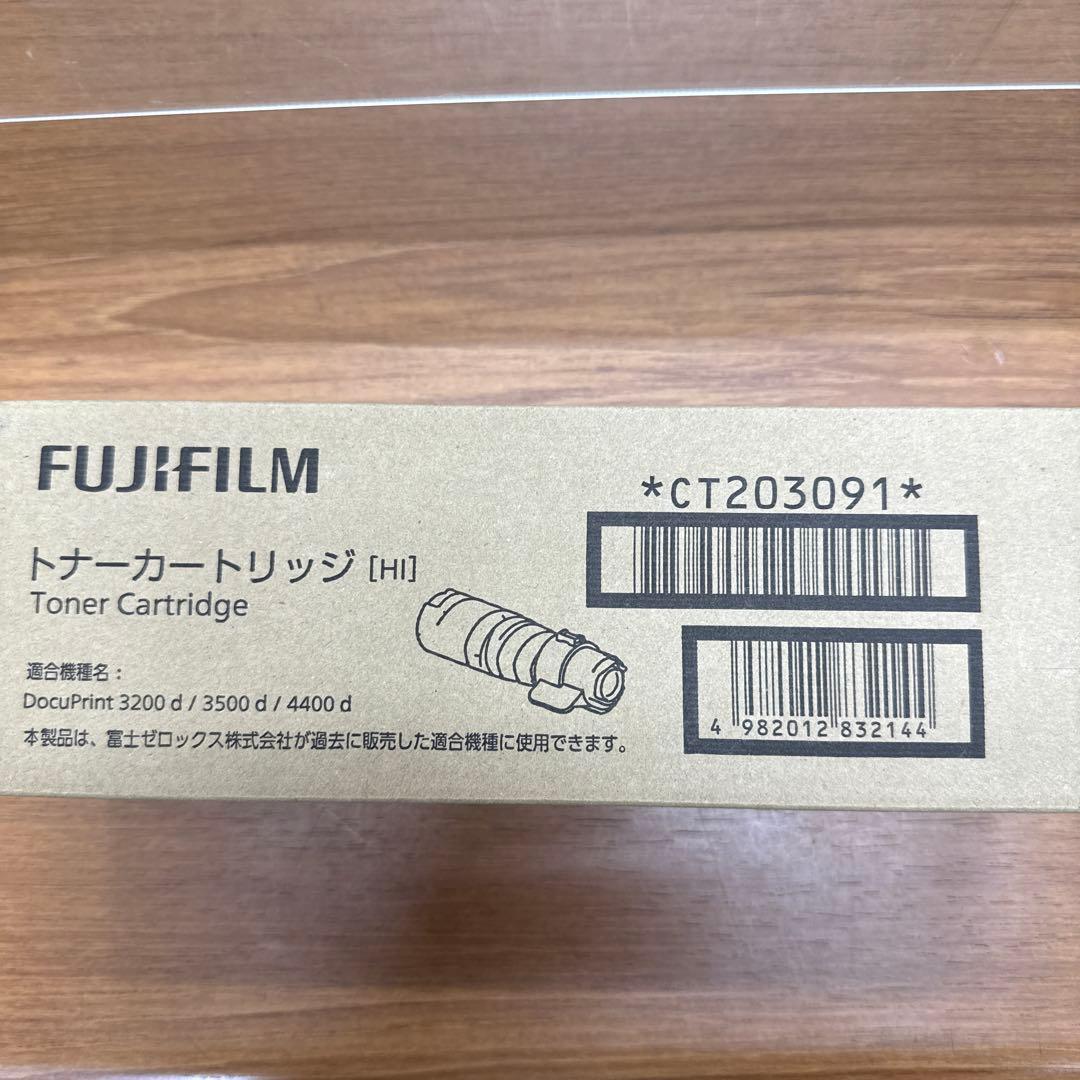 FUJIFILM
トナーカートリッジ [HI]
Toner Cartridge
適合機種名：
DocuPrint 3200 d / 3500 d / 4400 d
本製品は、富士ゼロックス株式会社が過去に販売した適合機種に使用できます。
*CT203091*
4 982012 832144